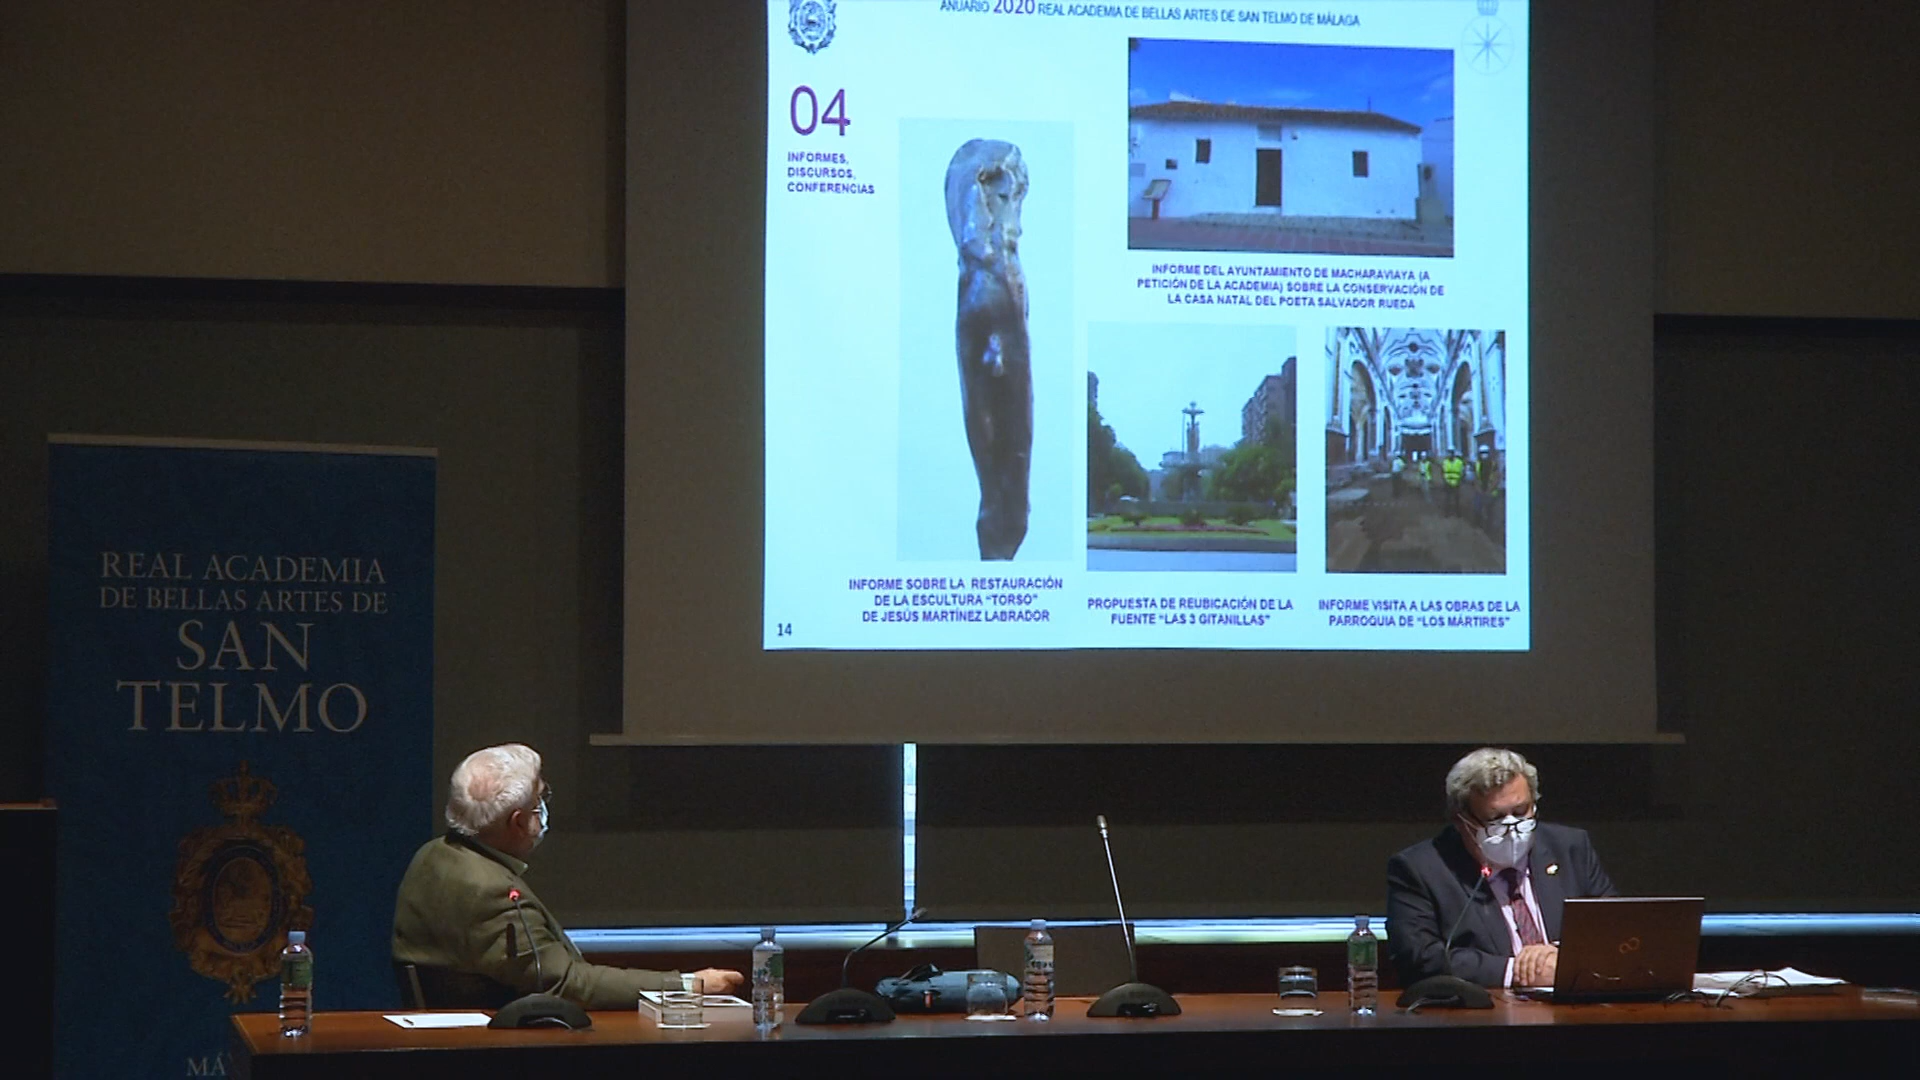 ANUARIO 2020 REAL ACADEMIA DE BELLAS ARTES DE SAN TELMO DE MÁLAGA
04
INFORMES,
DISCURSOS,
CONFERENCIAS
INFORME DEL AYUNTAMIENTO DE MACHARAVIAYA (A
PETICIÓN DE LA ACADEMIA) SOBRE LA CONSERVACIÓN DE
LA CASA NATAL DEL POETA SALVADOR RUEDA
INFORME SOBRE LA RESTAURACIÓN
DE LA ESCULTURA “TORSO”
DE JESÚS MARTÍNEZ LABRADOR
PROPUESTA DE REUBICACIÓN DE LA
FUENTE “LAS 3 GITANILLAS”
INFORME VISITA A LAS OBRAS DE LA
PARROQUIA DE “LOS MÁRTIRES”
14
REAL ACADEMIA
DE BELLAS ARTES DE
SAN
TELMO
MÁ